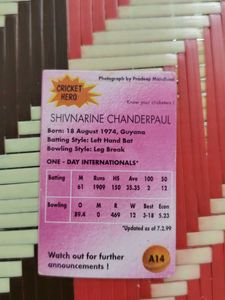 Photograph by Pradeep Mandhani
CRICKET
HERO
Know your cricketers!
SHIVNARINE CHANDERPAUL
Born: 18 August 1974, Guyana
Batting Style: Left Hand Bat
Bowling Style: Leg Break
ONE - DAY INTERNATIONALS*
Batting M Runs HS Ave 100 50
61 1909 150 35.35 2 12
Bowling O M R W Best Econ
89.4 0 469 12 3-18 5.23
*Updated as of 7.2.99
Watch out for further
announcements !
A14